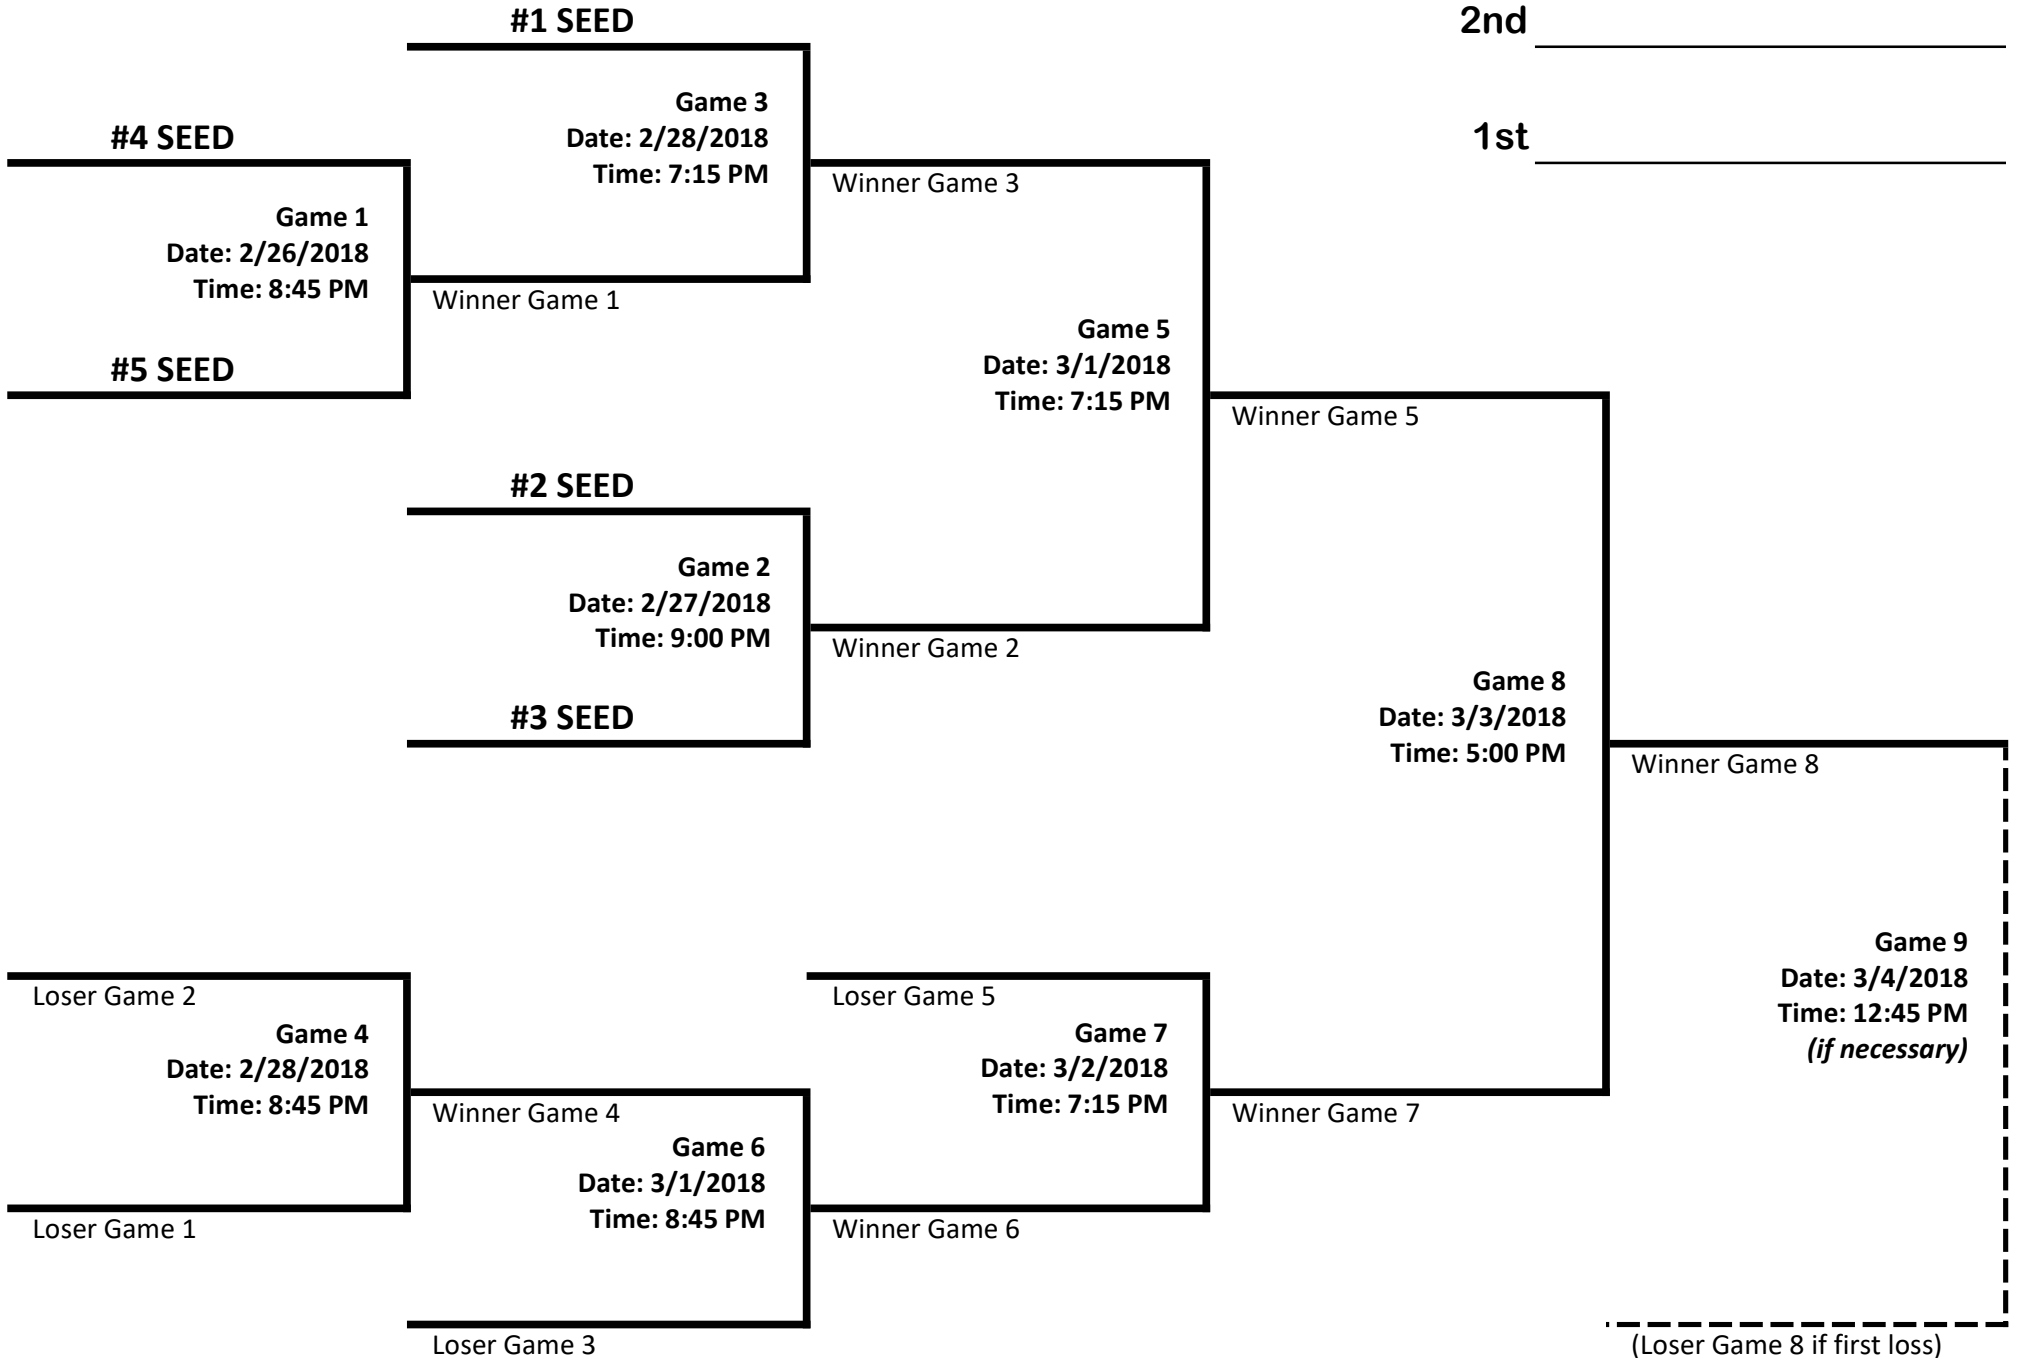 #1 SEED
2nd
Game 3
Date: 2/28/2018
Time: 7:15 PM
#4 SEED
1st
Winner Game 3
Game 1
Date: 2/26/2018
Time: 8:45 PM
Winner Game 1
Game 5
Date: 3/1/2018
Time: 7:15 PM
#5 SEED
Winner Game 5
#2 SEED
Game 2
Date: 2/27/2018
Time: 9:00 PM
Winner Game 2
Game 8
Date: 3/3/2018
Time: 5:00 PM
#3 SEED
Winner Game 8
Game 9
Date: 3/4/2018
Time: 12:45 PM
(if necessary)
Loser Game 2
Loser Game 5
Game 4
Date: 2/28/2018
Time: 8:45 PM
Game 7
Date: 3/2/2018
Time: 7:15 PM
Winner Game 4
Winner Game 7
Game 6
Date: 3/1/2018
Time: 8:45 PM
Loser Game 1
Winner Game 6
Loser Game 3
(Loser Game 8 if first loss)